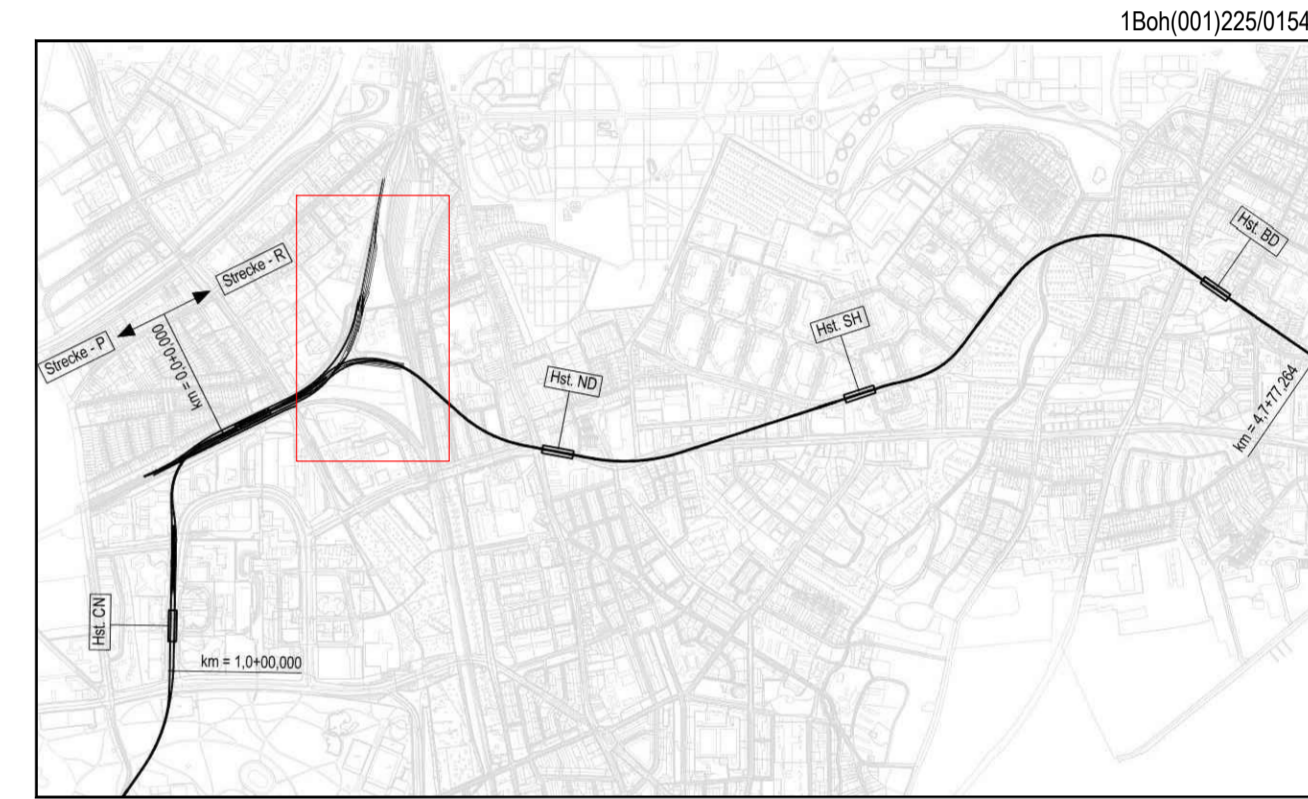 1Boh(001)225/0154
Hst. BD
Strecke - R
Strecke - P
km = 0,0+0,000
Hst. SH
Hst. ND
km = 4,7+77,264
Hst. CN
km = 1,0+00,000